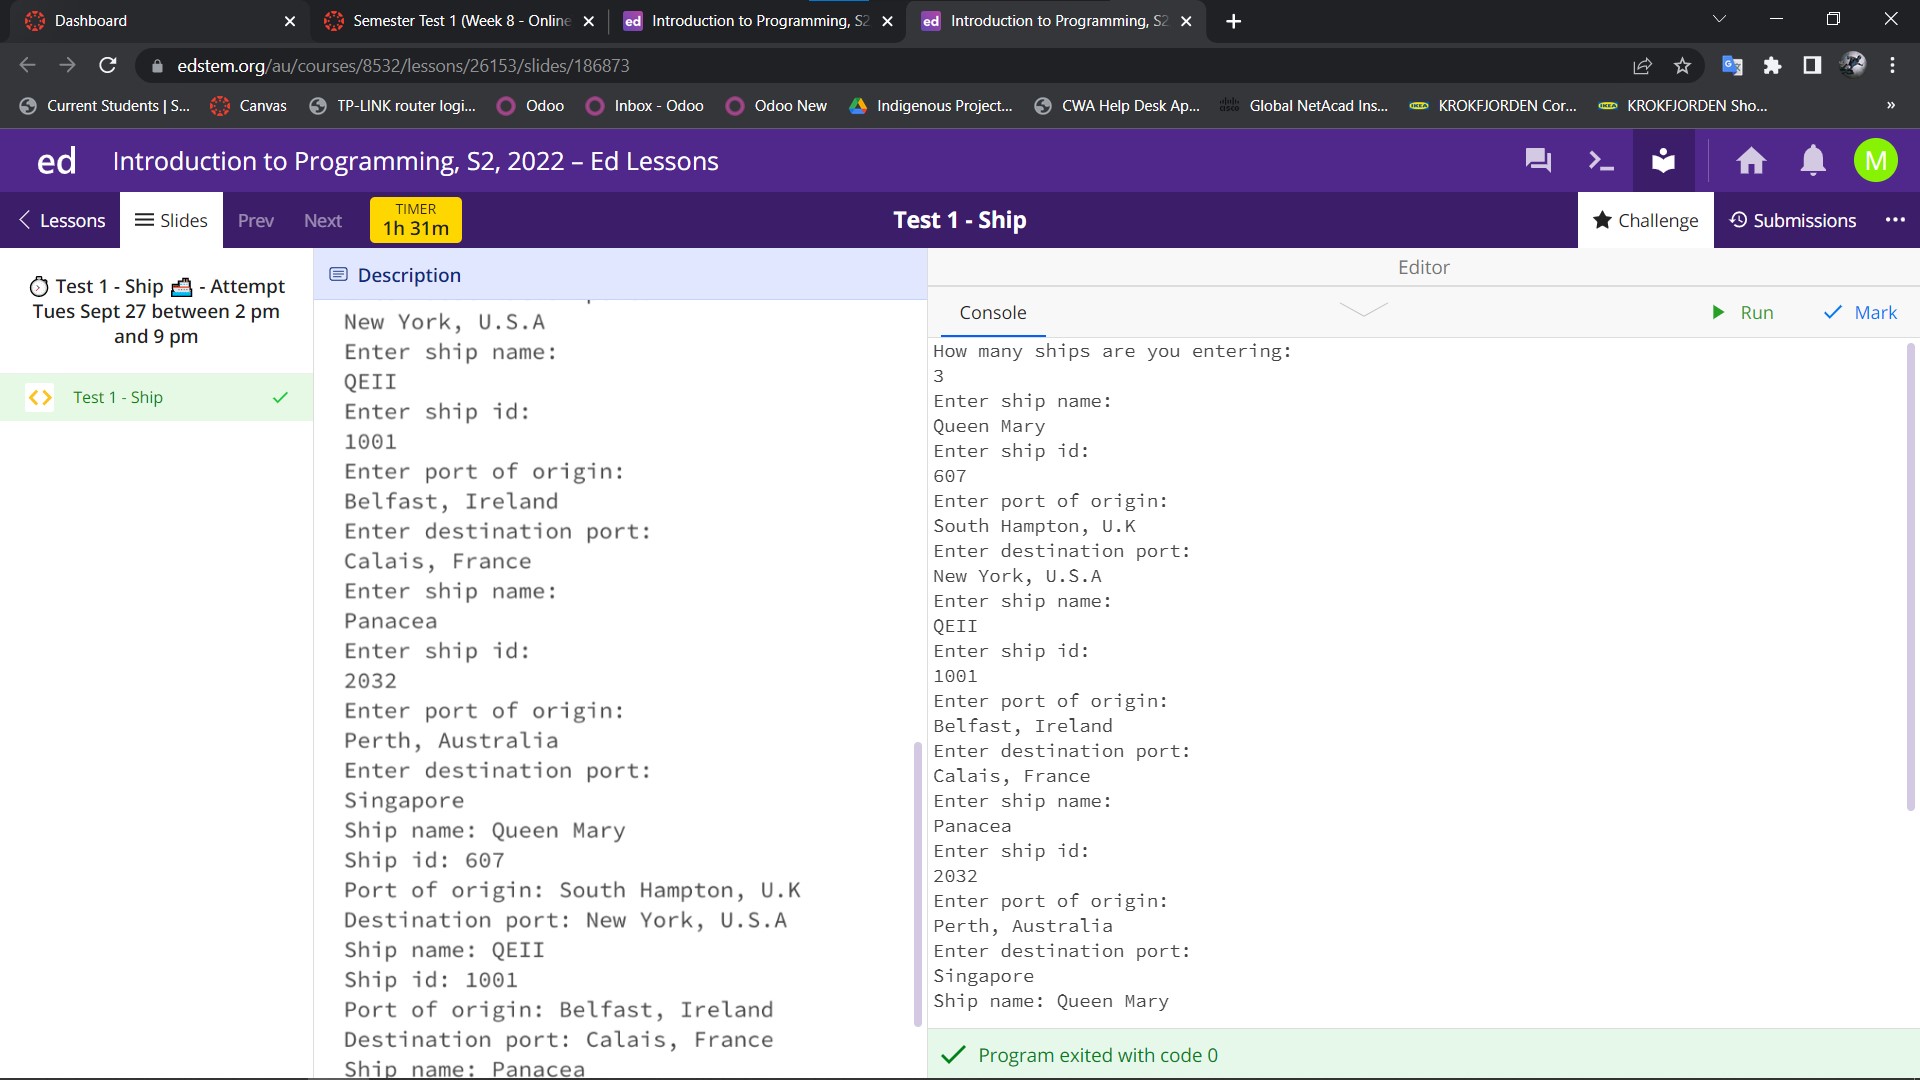 Dashboard
Semester Test 1 (Week 8 - Online
ed Introduction to Programming, S2
ed Introduction to Programming, S2
edstem.org/au/courses/8532/lessons/26153/slides/186873
Current Students | S...
Canvas
TP-LINK router logi...
Odoo
Inbox - Odoo
Odoo New
Indigenous Project...
CWA Help Desk Ap...
Global NetAcad Ins...
KROKFJORDEN Cor...
KROKFJORDEN Sho...
»
ed Introduction to Programming, S2, 2022 – Ed Lessons
M
Lessons
Slides
Prev
Next
TIMER
1h 31m
Test 1 - Ship
Challenge
Submissions
Test 1 - Ship 🚢 - Attempt
Tues Sept 27 between 2 pm
and 9 pm
Test 1 - Ship
Description
New York, U.S.A
Enter ship name:
QEII
Enter ship id:
1001
Enter port of origin:
Belfast, Ireland
Enter destination port:
Calais, France
Enter ship name:
Panacea
Enter ship id:
2032
Enter port of origin:
Perth, Australia
Enter destination port:
Singapore
Ship name: Queen Mary
Ship id: 607
Port of origin: South Hampton, U.K
Destination port: New York, U.S.A
Ship name: QEII
Ship id: 1001
Port of origin: Belfast, Ireland
Destination port: Calais, France
Ship name: Panacea
Editor
Console
Run
Mark
How many ships are you entering:
3
Enter ship name:
Queen Mary
Enter ship id:
607
Enter port of origin:
South Hampton, U.K
Enter destination port:
New York, U.S.A
Enter ship name:
QEII
Enter ship id:
1001
Enter port of origin:
Belfast, Ireland
Enter destination port:
Calais, France
Enter ship name:
Panacea
Enter ship id:
2032
Enter port of origin:
Perth, Australia
Enter destination port:
Singapore
Ship name: Queen Mary
Program exited with code 0